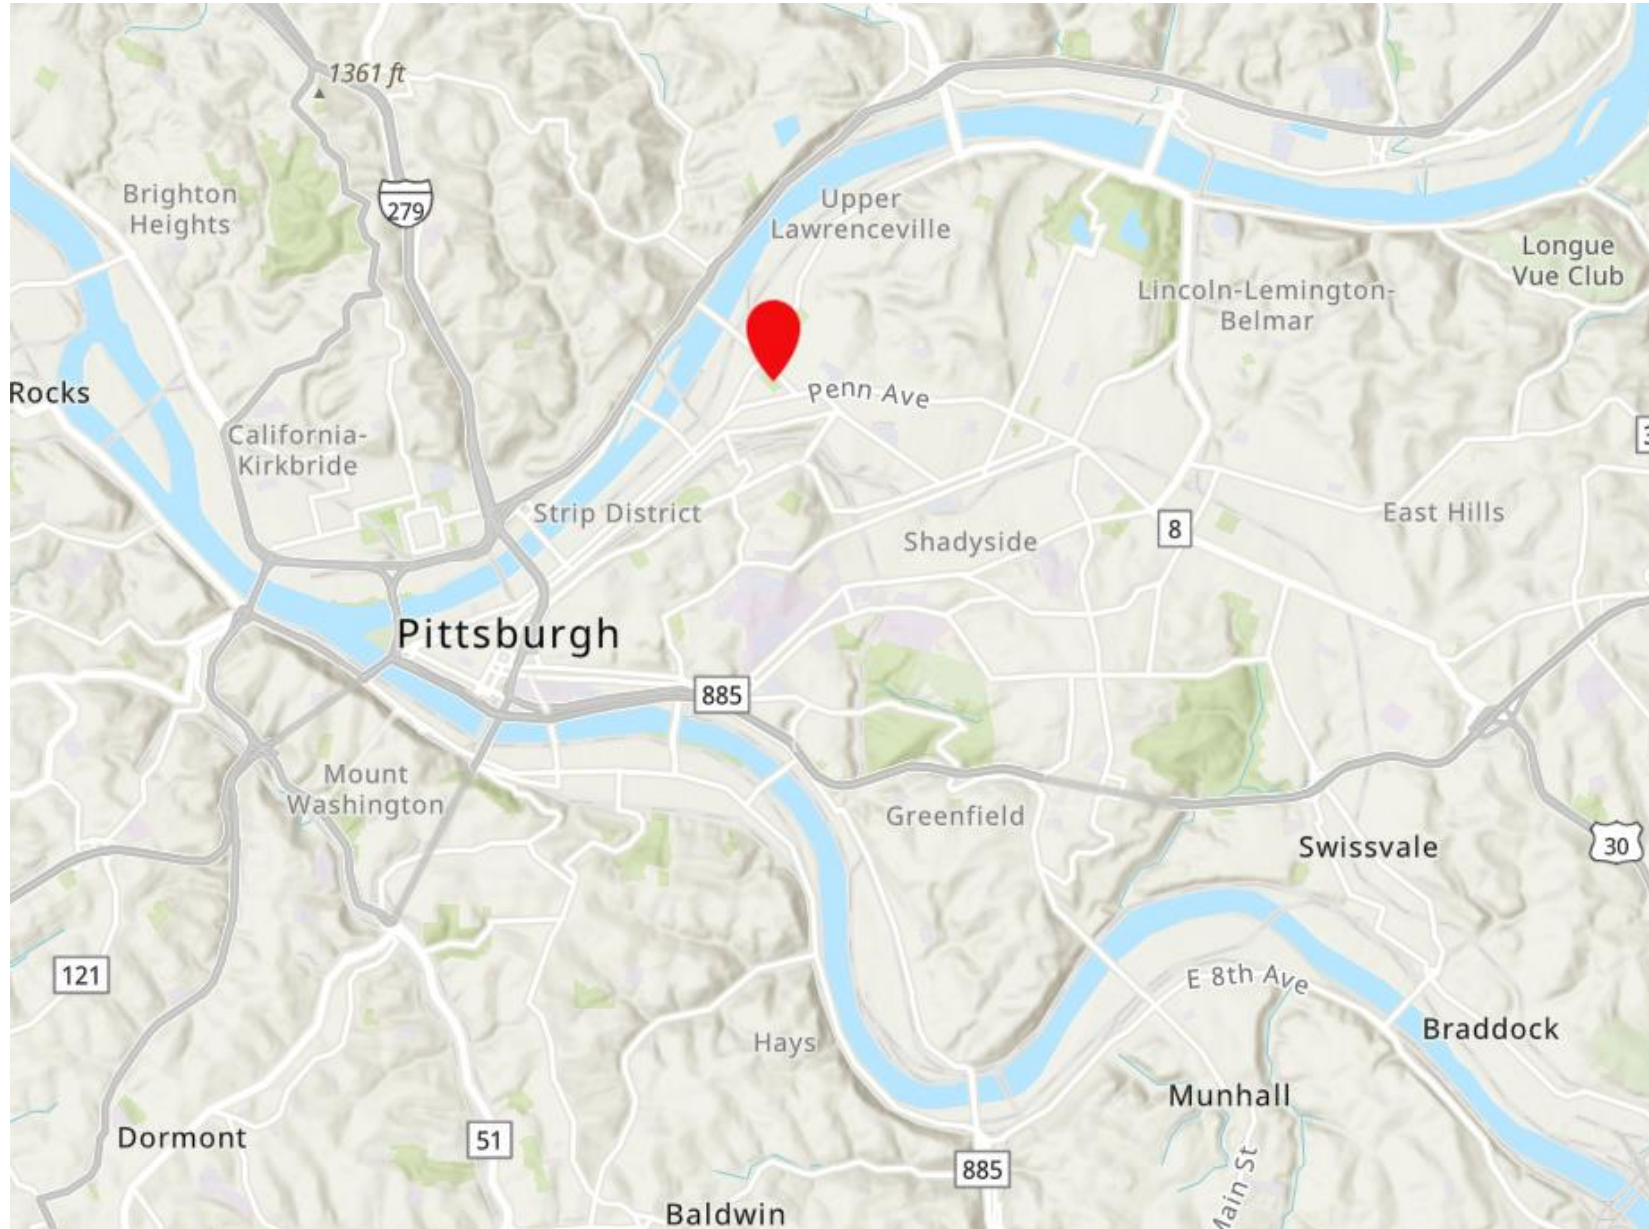 1361 ft
Brighton
Heights
279
Upper
Lawrenceville
Longue
Vue Club
Lincoln-Lemington-
Belmar
Rocks
Penn Ave
California-
Kirkbride
Strip District
Shadyside
8
East Hills
Pittsburgh
885
Mount
Washington
Greenfield
Swissvale
30
121
E 8th Ave
Hays
Braddock
Munhall
Dormont
51
885
Main St
Baldwin